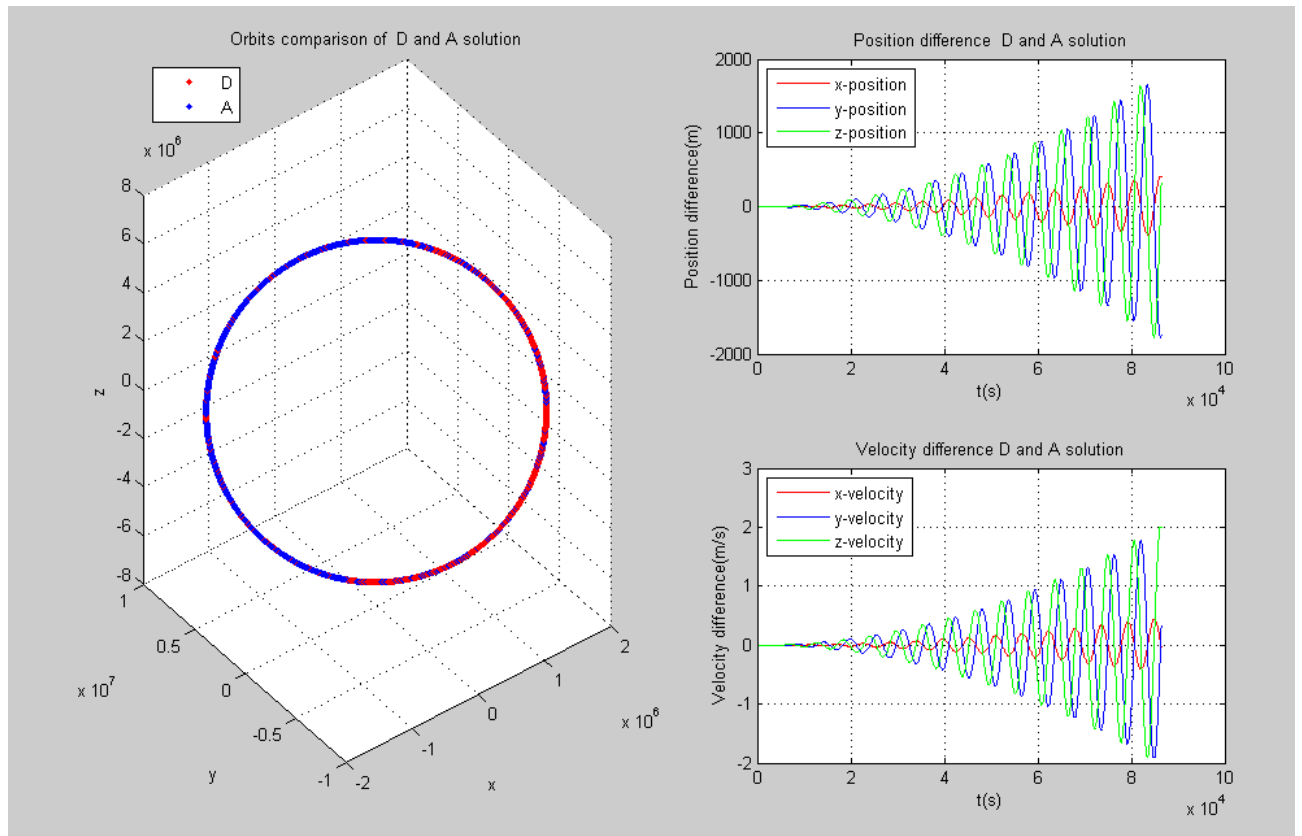 Orbits comparison of  D and A solution
D
A
x 10^6
8
6
4
2
0
-2
-4
-6
-8
z
1
0.5
0
-0.5
-1
x 10^7
y
-2
-1
0
1
2
x 10^6
x
Position difference  D and A solution
x-position
y-position
z-position
2000
1000
0
-1000
-2000
Position difference(m)
0 2 4 6 8 10
t(s)
x 10^4
Velocity difference D and A solution
x-velocity
y-velocity
z-velocity
3
2
1
0
-1
-2
Velocity difference(m/s)
0 2 4 6 8 10
t(s)
x 10^4